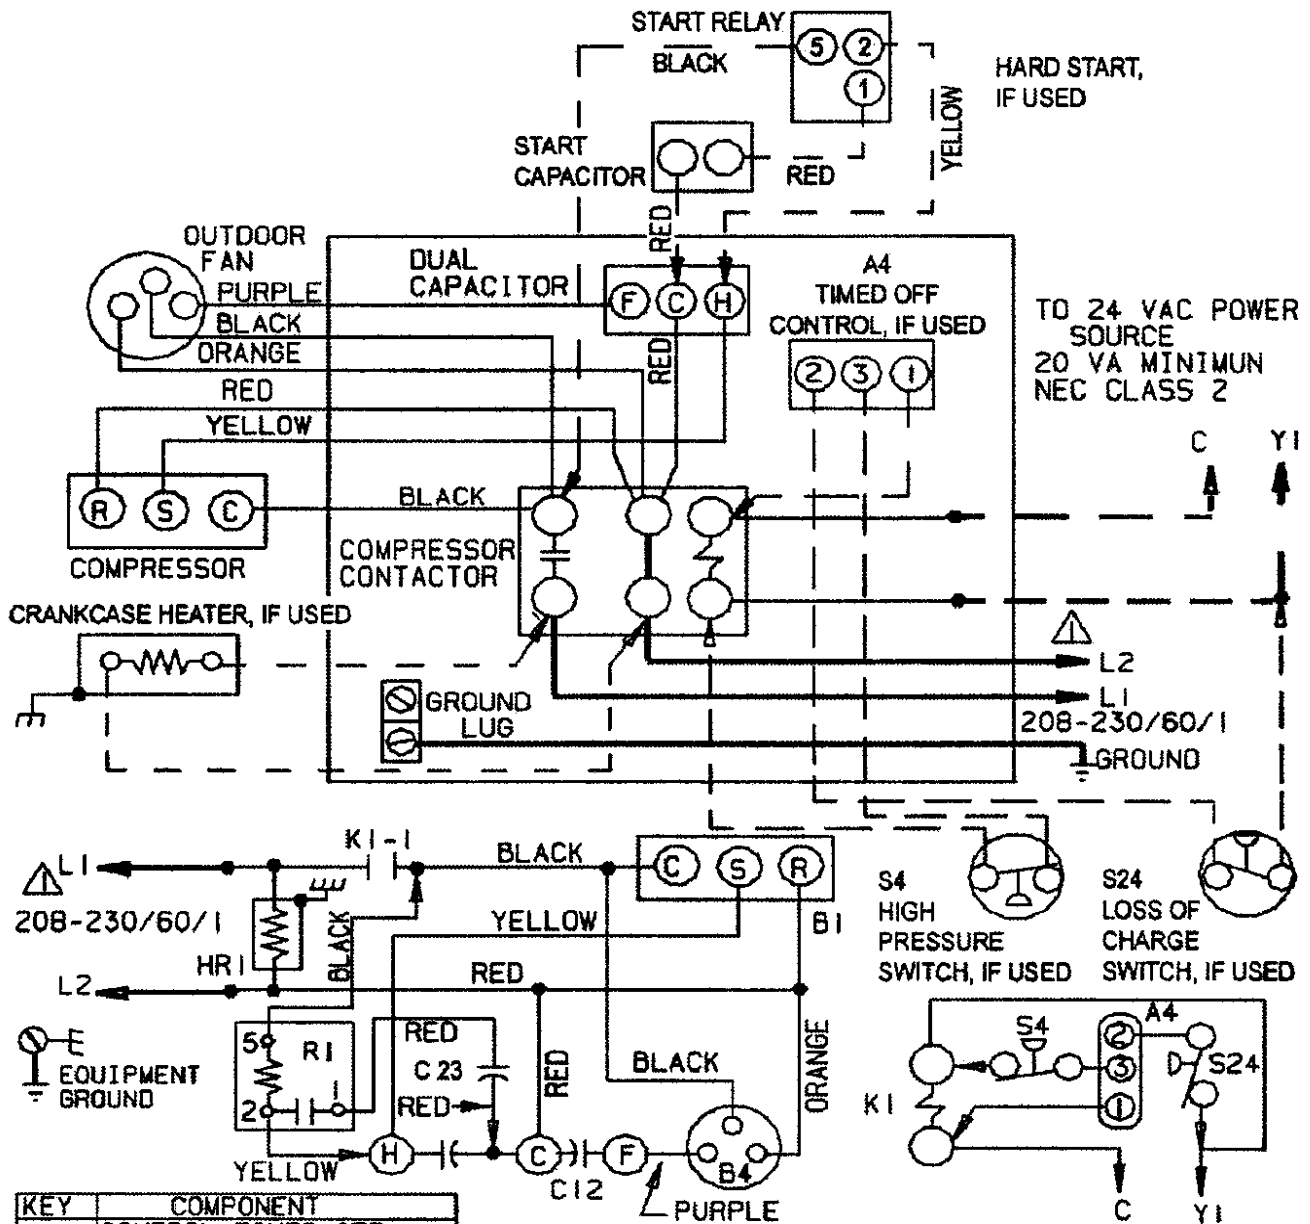 START RELAY
5
2
1
BLACK
HARD START,
IF USED
YELLOW
START
CAPACITOR
RED
RED
OUTDOOR
FAN
DUAL
CAPACITOR
PURPLE
BLACK
ORANGE
RED
YELLOW
F
C
H
RED
A4
TIMED OFF
CONTROL, IF USED
2
3
1
TO 24 VAC POWER
SOURCE
20 VA MINIMUN
NEC CLASS 2
C
Y1
R
S
C
BLACK
COMPRESSOR
COMPRESSOR
CONTACTOR
CRANKCASE HEATER, IF USED
1
L2
L1
208-230/60/1
GROUND
LUG
GROUND
L1
K1-1
BLACK
C
S
R
B1
1
208-230/60/1
HR1
BLACK
YELLOW
L2
RED
S4
HIGH
PRESSURE
SWITCH, IF USED
S24
LOSS OF
CHARGE
SWITCH, IF USED
EQUIPMENT
GROUND
5
R1
1
2
RED
C 23
RED
RED
BLACK
ORANGE
YELLOW
H
C
F
C12
B4
PURPLE
S4
A4
2
3
1
S24
K1
C
Y1
KEY
COMPONENT